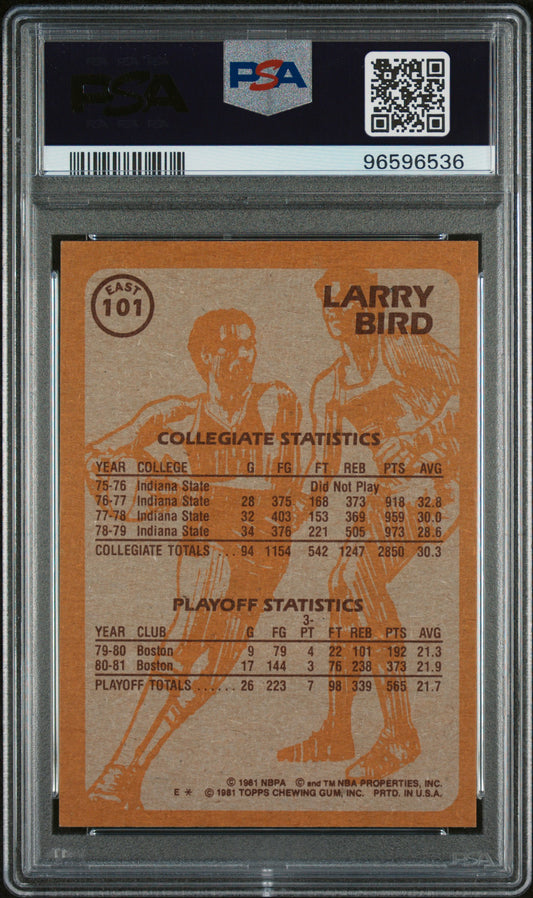 PSA
PSA
96596536
EAST
101
LARRY
BIRD
COLLEGIATE STATISTICS
YEAR COLLEGE G FG FT REB PTS AVG
75-76 Indiana State Did Not Play
76-77 Indiana State 28 375 168 373 918 32.8
77-78 Indiana State 32 403 153 369 959 30.0
78-79 Indiana State 34 376 221 505 973 28.6
COLLEGIATE TOTALS ... 94 1154 542 1247 2850 30.3
PLAYOFF STATISTICS
3-
YEAR CLUB G FG PT FT REB PTS AVG
79-80 Boston 9 79 4 22 101 192 21.3
80-81 Boston 17 144 3 76 238 373 21.9
PLAYOFF TOTALS ...... 26 223 7 98 339 565 21.7
© 1981 NBPA © and TM NBA PROPERTIES, INC.
E * © 1981 TOPPS CHEWING GUM, INC. PRTD. IN U.S.A.
PSA